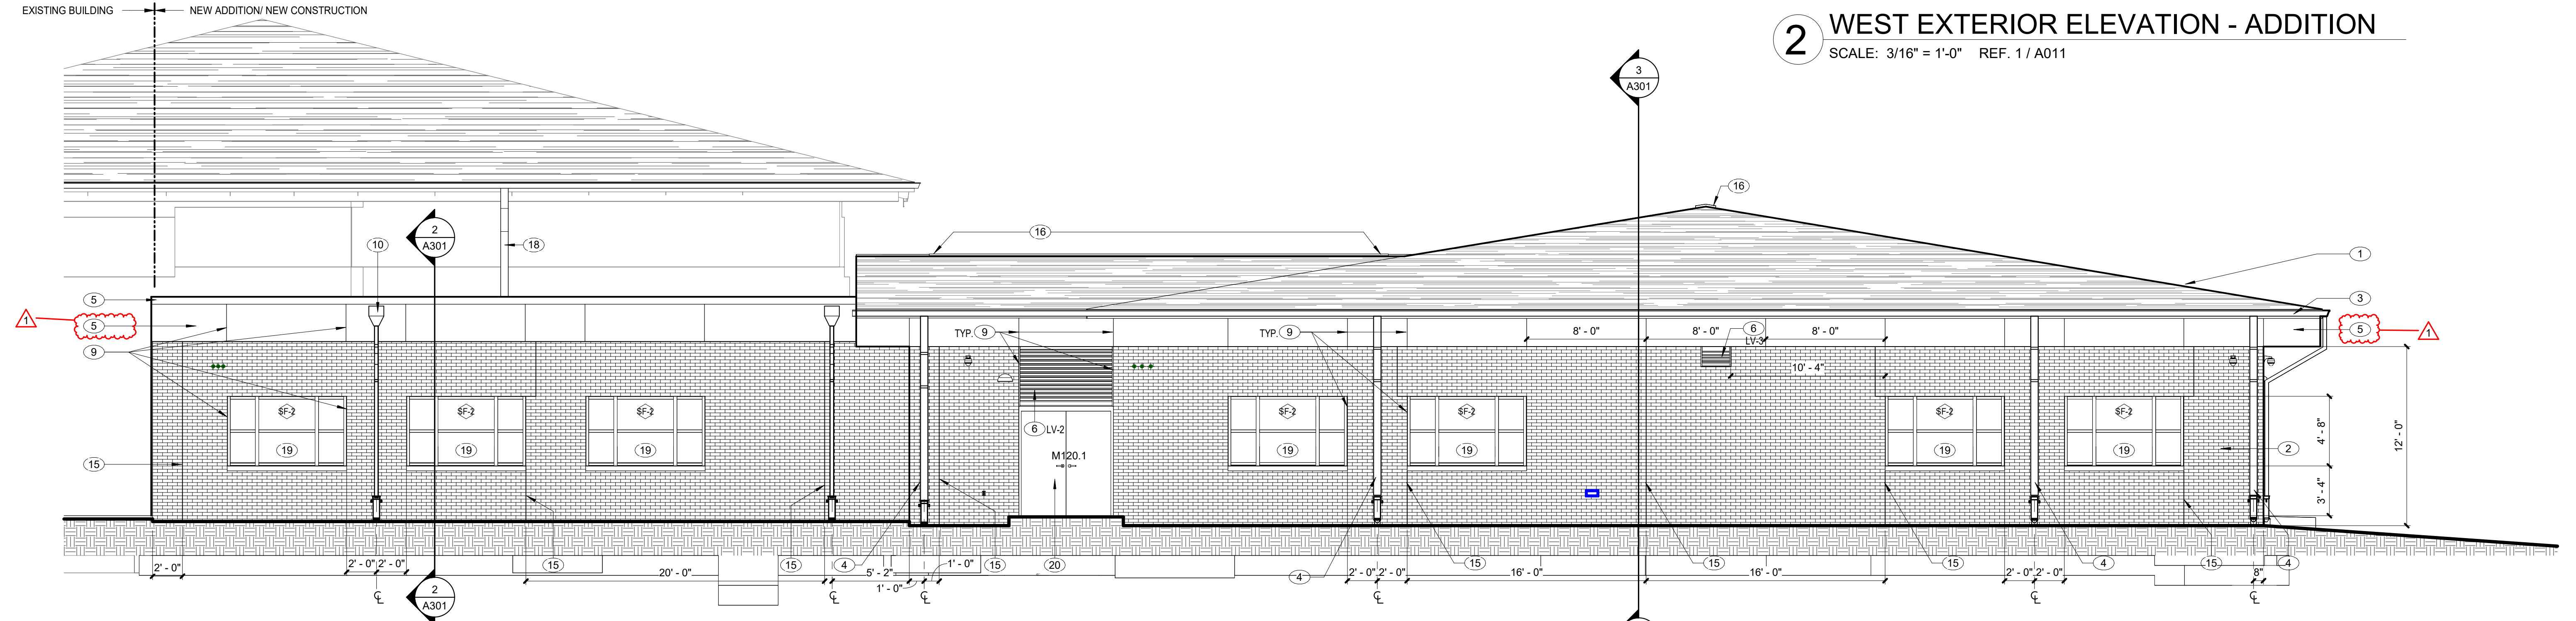 EXISTING BUILDING
NEW ADDITION/ NEW CONSTRUCTION
2
WEST EXTERIOR ELEVATION - ADDITION
SCALE: 3/16" = 1'-0" REF. 1 / A011
3
A301
16
2
A301
10
18
16
1
5
3
1
5
5
1
9
TYP. 9
TYP. 9
8' - 0"
8' - 0"
6
LV-3
8' - 0"
10' - 4"
SF-2
SF-2
SF-2
SF-2
SF-2
SF-2
SF-2
6 LV-2
4' - 8"
12' - 0"
19
19
19
19
19
19
19
2
15
M120.1
3' - 4"
2' - 0"
2' - 0"
2' - 0"
15
20' - 0"
15
4
5' - 2"
1' - 0"
1' - 0"
15
20
4
2' - 0"
2' - 0"
15
16' - 0"
15
16' - 0"
15
2' - 0"
2' - 0"
4
15
4
8"
2
A301